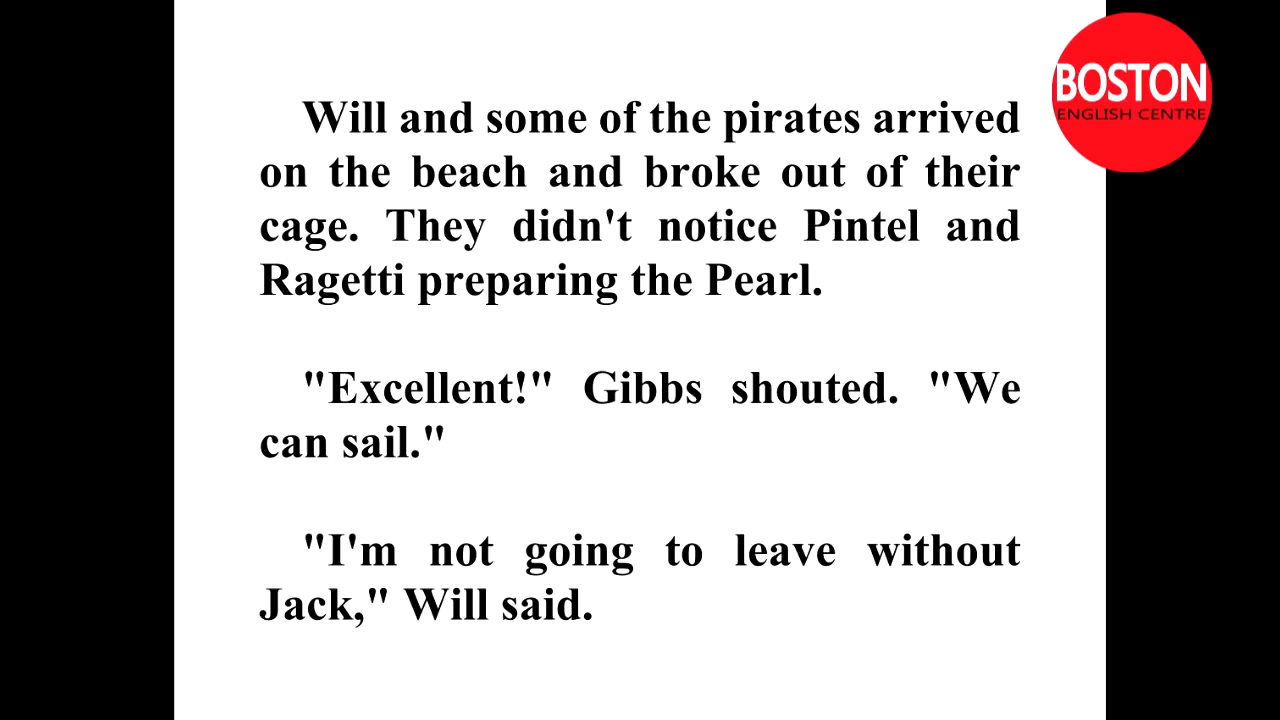 BOSTON
ENGLISH CENTRE
Will and some of the pirates arrived
on the beach and broke out of their
cage. They didn't notice Pintel and
Ragetti preparing the Pearl.
"Excellent!" Gibbs shouted. "We
can sail."
"I'm not going to leave without
Jack," Will said.